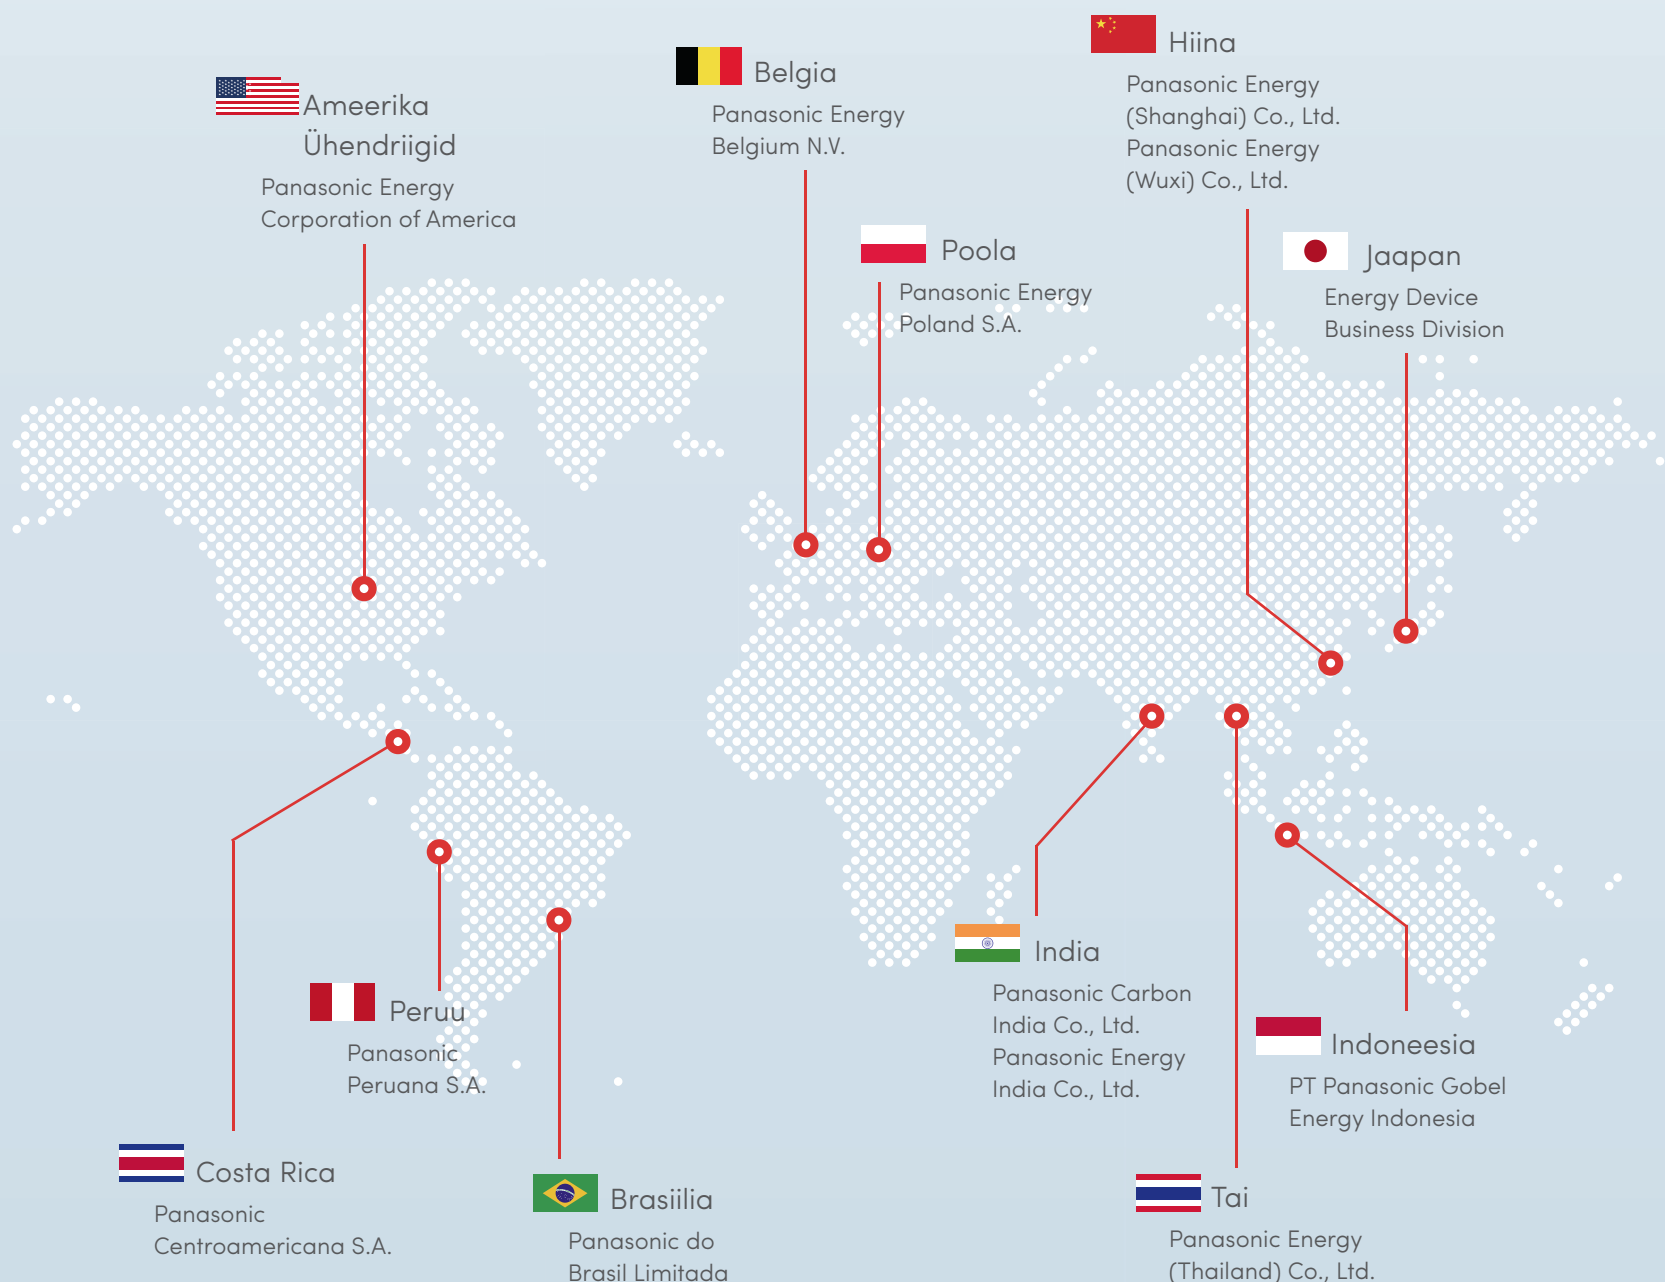 Ameerika
Ühendriigid
Panasonic Energy
Corporation of America
Belgia
Panasonic Energy
Belgium N.V.
Hiina
Panasonic Energy
(Shanghai) Co., Ltd.
Panasonic Energy
(Wuxi) Co., Ltd.
Poola
Panasonic Energy
Poland S.A.
Jaapan
Energy Device
Business Division
India
Panasonic Carbon
India Co., Ltd.
Panasonic Energy
India Co., Ltd.
Peruu
Panasonic
Peruana S.A.
Indoneesia
PT Panasonic Gobel
Energy Indonesia
Costa Rica
Panasonic
Centroamericana S.A.
Brasiilia
Panasonic do
Brasil Limitada
Tai
Panasonic Energy
(Thailand) Co., Ltd.